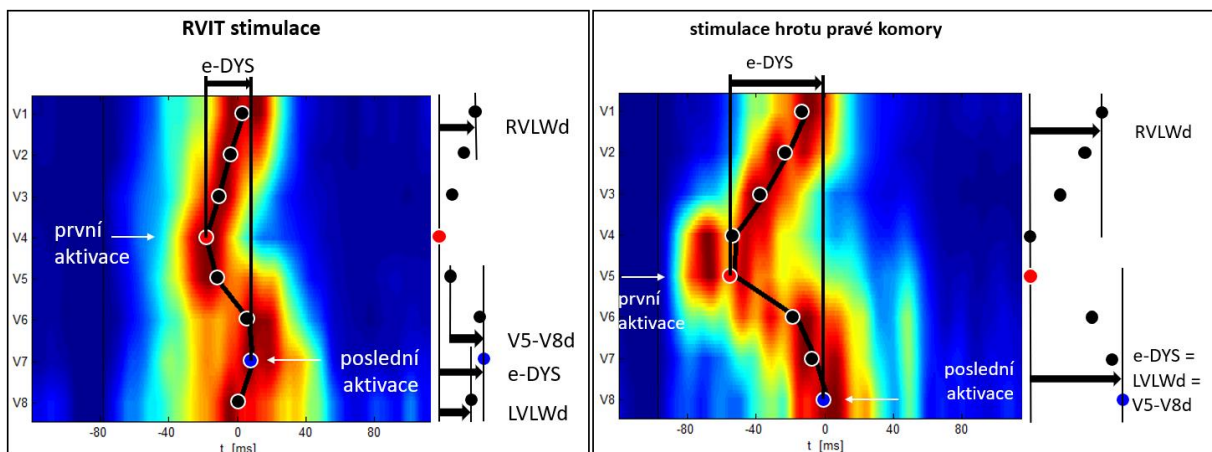 RVIT stimulace
e-DYS
V1
V2
V3
V4
V5
V6
V7
V8
první
aktivace
poslední
aktivace
-80
-40
0
40
80
t [ms]
RVLWd
V5-V8d
e-DYS
LVLWd
stimulace hrotu pravé komory
e-DYS
V1
V2
V3
V4
V5
V6
V7
V8
první
aktivace
poslední
aktivace
-80
-40
0
40
80
t [ms]
RVLWd
e-DYS =
LVLWd =
V5-V8d